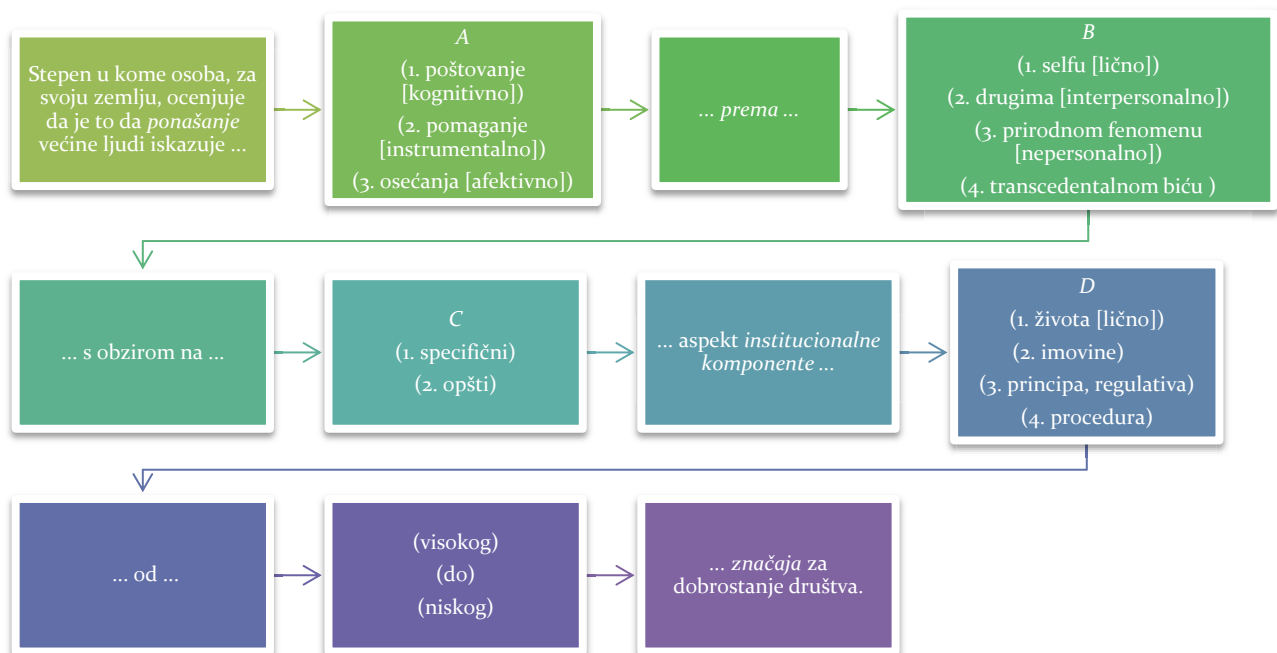 Stepen u kome osoba, za
svoju zemlju, ocenjuje
da je to da ponašanje
većine ljudi iskazuje ...
A
(1. poštovanje
[kognitivno])
(2. pomaganje
[instrumentalno])
(3. osećanja [afektivno])
... prema ...
B
(1. selfu [lično])
(2. drugima [interpersonalno])
(3. prirodnom fenomenu
[nepersonalno])
(4. transcedentalnom biću )
... s obzirom na ...
C
(1. specifični)
(2. opšti)
... aspekt institucionalne
komponente ...
D
(1. života [lično])
(2. imovine)
(3. principa, regulativa)
(4. procedura)
... od ...
(visokog)
(do)
(niskog)
... značaja za
dobrostanje društva.